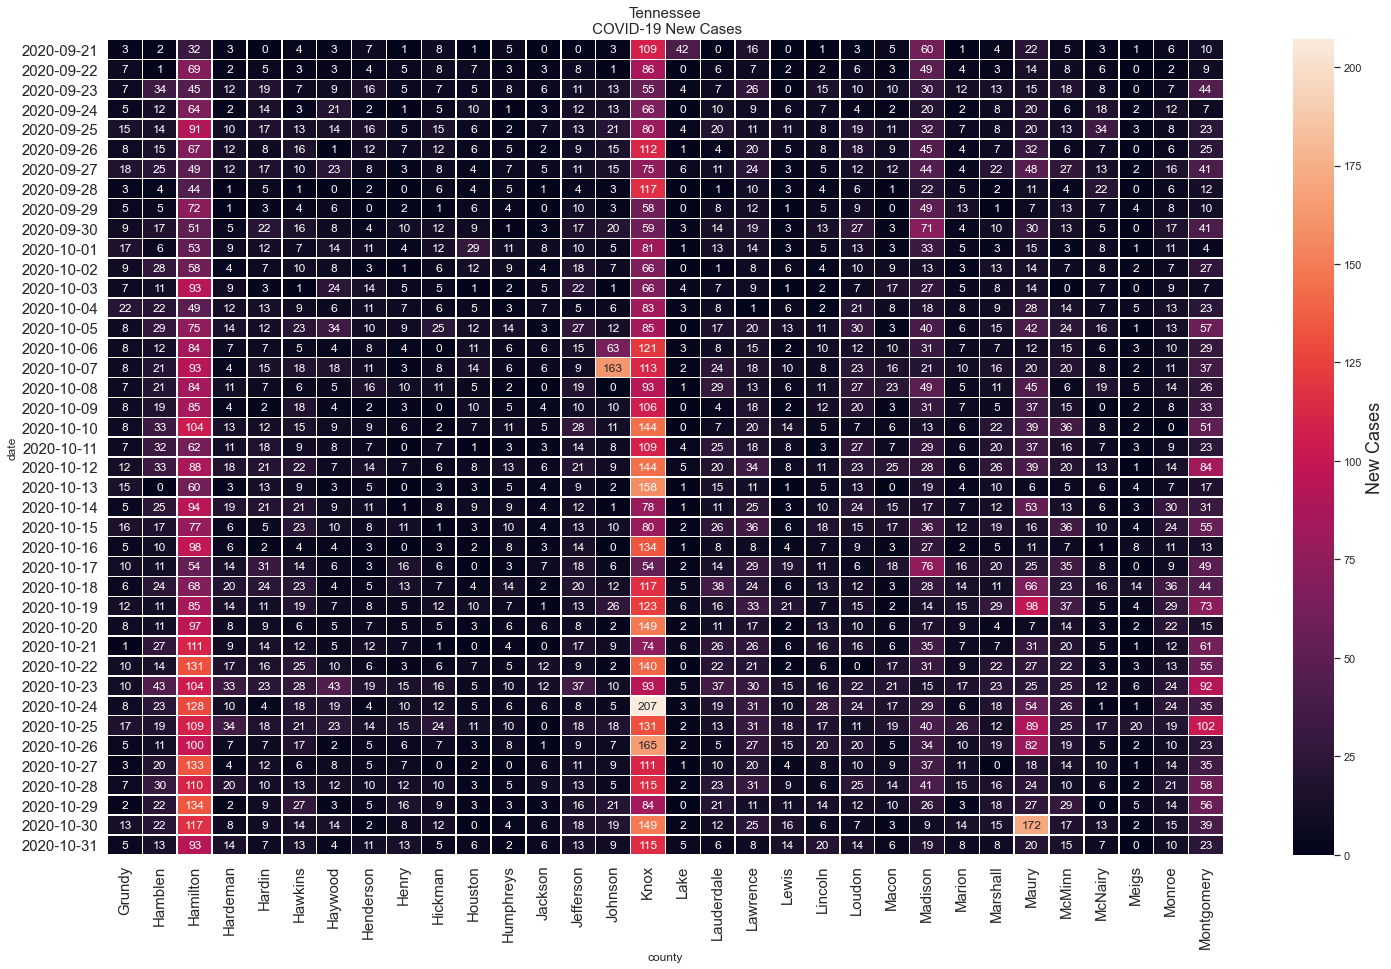 Tennessee
COVID-19 New Cases
2020-09-21 3 2 32 3 0 4 3 7 1 8 1 5 0 0 3 109 42 0 16 0 1 3 5 60 1 4 22 5 3 1 6 10
2020-09-22 7 1 69 2 5 3 3 4 5 8 7 3 3 8 1 86 0 6 7 2 2 6 3 49 4 3 14 8 6 0 2 9
2020-09-23 7 34 45 12 19 7 9 16 5 7 5 8 6 11 13 55 4 7 26 0 15 10 10 30 12 13 15 18 8 0 7 44
2020-09-24 5 12 64 2 14 3 21 2 1 5 10 1 3 12 13 66 0 10 9 6 7 4 2 20 2 8 20 6 18 2 12 7
2020-09-25 15 14 91 10 17 13 14 16 5 15 6 2 7 13 21 80 4 20 11 11 8 19 11 32 7 8 20 13 34 3 8 23
2020-09-26 8 15 67 12 8 16 1 12 7 12 6 5 2 9 15 112 1 4 20 5 8 18 9 45 4 7 32 6 7 0 6 25
2020-09-27 18 25 49 12 17 10 23 8 3 8 4 7 5 11 15 75 6 11 24 3 5 12 12 44 4 22 48 27 13 2 16 41
2020-09-28 3 4 44 1 5 1 0 2 0 6 4 5 1 4 3 117 0 1 10 3 4 6 1 22 5 2 11 4 22 0 6 12
2020-09-29 5 5 72 1 3 4 6 0 2 1 6 4 0 10 3 58 0 8 12 1 5 9 0 49 13 1 7 13 7 4 8 10
2020-09-30 9 17 51 5 22 16 8 4 10 12 9 1 3 17 20 59 3 14 19 3 13 27 3 71 4 10 30 13 5 0 17 41
2020-10-01 17 6 53 9 12 7 14 11 4 12 29 11 8 10 5 81 1 13 14 3 5 13 3 33 5 3 15 3 8 1 11 4
2020-10-02 9 28 58 4 7 10 8 3 1 6 12 9 4 18 7 66 0 1 8 6 4 10 9 13 3 13 14 7 8 2 7 27
2020-10-03 7 11 93 9 3 1 24 14 5 5 1 2 5 22 1 66 4 7 9 1 2 7 17 27 5 8 14 0 7 0 9 7
2020-10-04 22 22 49 12 13 9 6 11 7 6 5 3 7 5 6 83 3 8 1 6 2 21 8 18 8 9 28 14 7 5 13 23
2020-10-05 8 29 75 14 12 23 34 10 9 25 12 14 3 27 12 85 0 17 20 13 11 30 3 40 6 15 42 24 16 1 13 57
2020-10-06 8 12 84 7 7 5 4 8 4 0 11 6 6 15 63 121 3 8 15 2 10 12 10 31 7 7 12 15 6 3 10 29
2020-10-07 8 21 93 4 15 18 18 11 3 8 14 6 6 9 163 113 2 24 18 10 8 23 16 21 10 16 20 20 8 2 11 37
2020-10-08 7 21 84 11 7 6 5 16 10 11 5 2 0 19 0 93 1 29 13 6 11 27 23 49 5 11 45 6 19 5 14 26
2020-10-09 8 19 85 4 2 18 4 2 3 0 10 5 4 10 10 106 0 4 18 2 12 20 3 31 7 5 37 15 0 2 8 33
2020-10-10 8 33 104 13 12 15 9 9 6 2 7 11 5 28 11 144 0 7 20 14 5 7 6 13 6 22 39 36 8 2 0 51
2020-10-11 7 32 62 11 18 9 8 7 0 7 1 3 3 14 8 109 4 25 18 8 3 27 7 29 6 20 37 16 7 3 9 23
2020-10-12 12 33 88 18 21 22 7 14 7 6 8 13 6 21 9 144 5 20 34 8 11 23 25 28 6 26 39 20 13 1 14 84
2020-10-13 15 0 60 3 13 9 3 5 0 3 3 5 4 9 2 158 1 15 11 1 5 13 0 19 4 10 6 5 6 4 7 17
2020-10-14 5 25 94 19 21 21 9 11 1 8 9 9 4 12 1 78 1 11 25 3 10 24 15 17 7 12 53 13 6 3 30 31
2020-10-15 16 17 77 6 5 23 10 8 11 1 3 10 4 13 10 80 2 26 36 6 18 15 17 36 12 19 16 36 10 4 24 55
2020-10-16 5 10 98 6 2 4 4 3 0 3 2 8 3 14 0 134 1 8 8 4 7 9 3 27 2 5 11 7 1 8 11 13
2020-10-17 10 11 54 14 31 14 6 3 16 6 0 3 7 18 6 54 2 14 29 19 11 6 18 76 16 20 25 35 8 0 9 49
2020-10-18 6 24 68 20 24 23 4 5 13 7 4 14 2 20 12 117 5 38 24 6 13 12 3 28 14 11 66 23 16 14 36 44
2020-10-19 12 11 85 14 11 19 7 8 5 12 10 7 1 13 26 123 6 16 33 21 7 15 2 14 15 29 98 37 5 4 29 73
2020-10-20 8 11 97 8 9 6 5 7 5 5 3 6 6 8 2 149 2 11 17 2 13 10 6 17 9 4 7 14 3 2 22 15
2020-10-21 1 27 111 9 14 12 5 12 7 1 0 4 0 17 9 74 6 26 26 6 16 16 6 35 7 7 31 20 5 1 12 61
2020-10-22 10 14 131 17 16 25 10 6 3 6 7 5 12 9 2 140 0 22 21 2 6 0 17 31 9 22 27 22 3 3 13 55
2020-10-23 10 43 104 33 23 28 43 19 15 16 5 10 12 37 10 93 5 37 30 15 16 22 21 15 17 23 25 25 12 6 24 92
2020-10-24 8 23 128 10 4 18 19 4 10 12 5 6 6 8 5 207 3 19 31 10 28 24 17 29 6 18 54 26 1 1 24 35
2020-10-25 17 19 109 34 18 21 23 14 15 24 11 10 0 18 18 131 2 13 31 18 17 11 19 40 26 12 89 25 17 20 19 102
2020-10-26 5 11 100 7 7 17 2 5 6 7 3 8 1 9 7 165 2 5 27 15 20 20 5 34 10 19 82 19 5 2 10 23
2020-10-27 3 20 133 4 12 6 8 5 7 0 2 2 6 11 9 111 1 10 20 4 8 10 9 37 11 0 18 14 10 1 14 35
2020-10-28 7 30 110 20 10 13 12 10 12 10 3 5 9 13 5 115 2 23 31 9 6 25 14 41 15 16 24 10 6 2 21 58
2020-10-29 2 22 134 2 9 27 3 5 16 9 3 3 3 16 21 84 0 21 11 11 14 12 10 26 3 18 27 29 0 5 14 56
2020-10-30 13 22 117 8 9 14 14 2 8 12 0 4 6 18 19 149 2 12 25 16 6 7 3 9 14 15 172 17 13 2 15 39
2020-10-31 5 13 93 14 7 13 4 11 13 5 6 2 6 13 9 115 5 6 8 14 20 14 6 19 8 8 20 15 7 0 10 23
Grundy Hamblen Hamilton Hardeman Hardin Hawkins Haywood Henderson Henry Hickman Houston Humphreys Jackson Jefferson Johnson Knox Lake Lauderdale Lawrence Lewis Lincoln Loudon Macon Madison Marion Marshall Maury McMinn McNairy Meigs Monroe Montgomery
county
date
200
175
150
125
100
75
50
25
0
New Cases